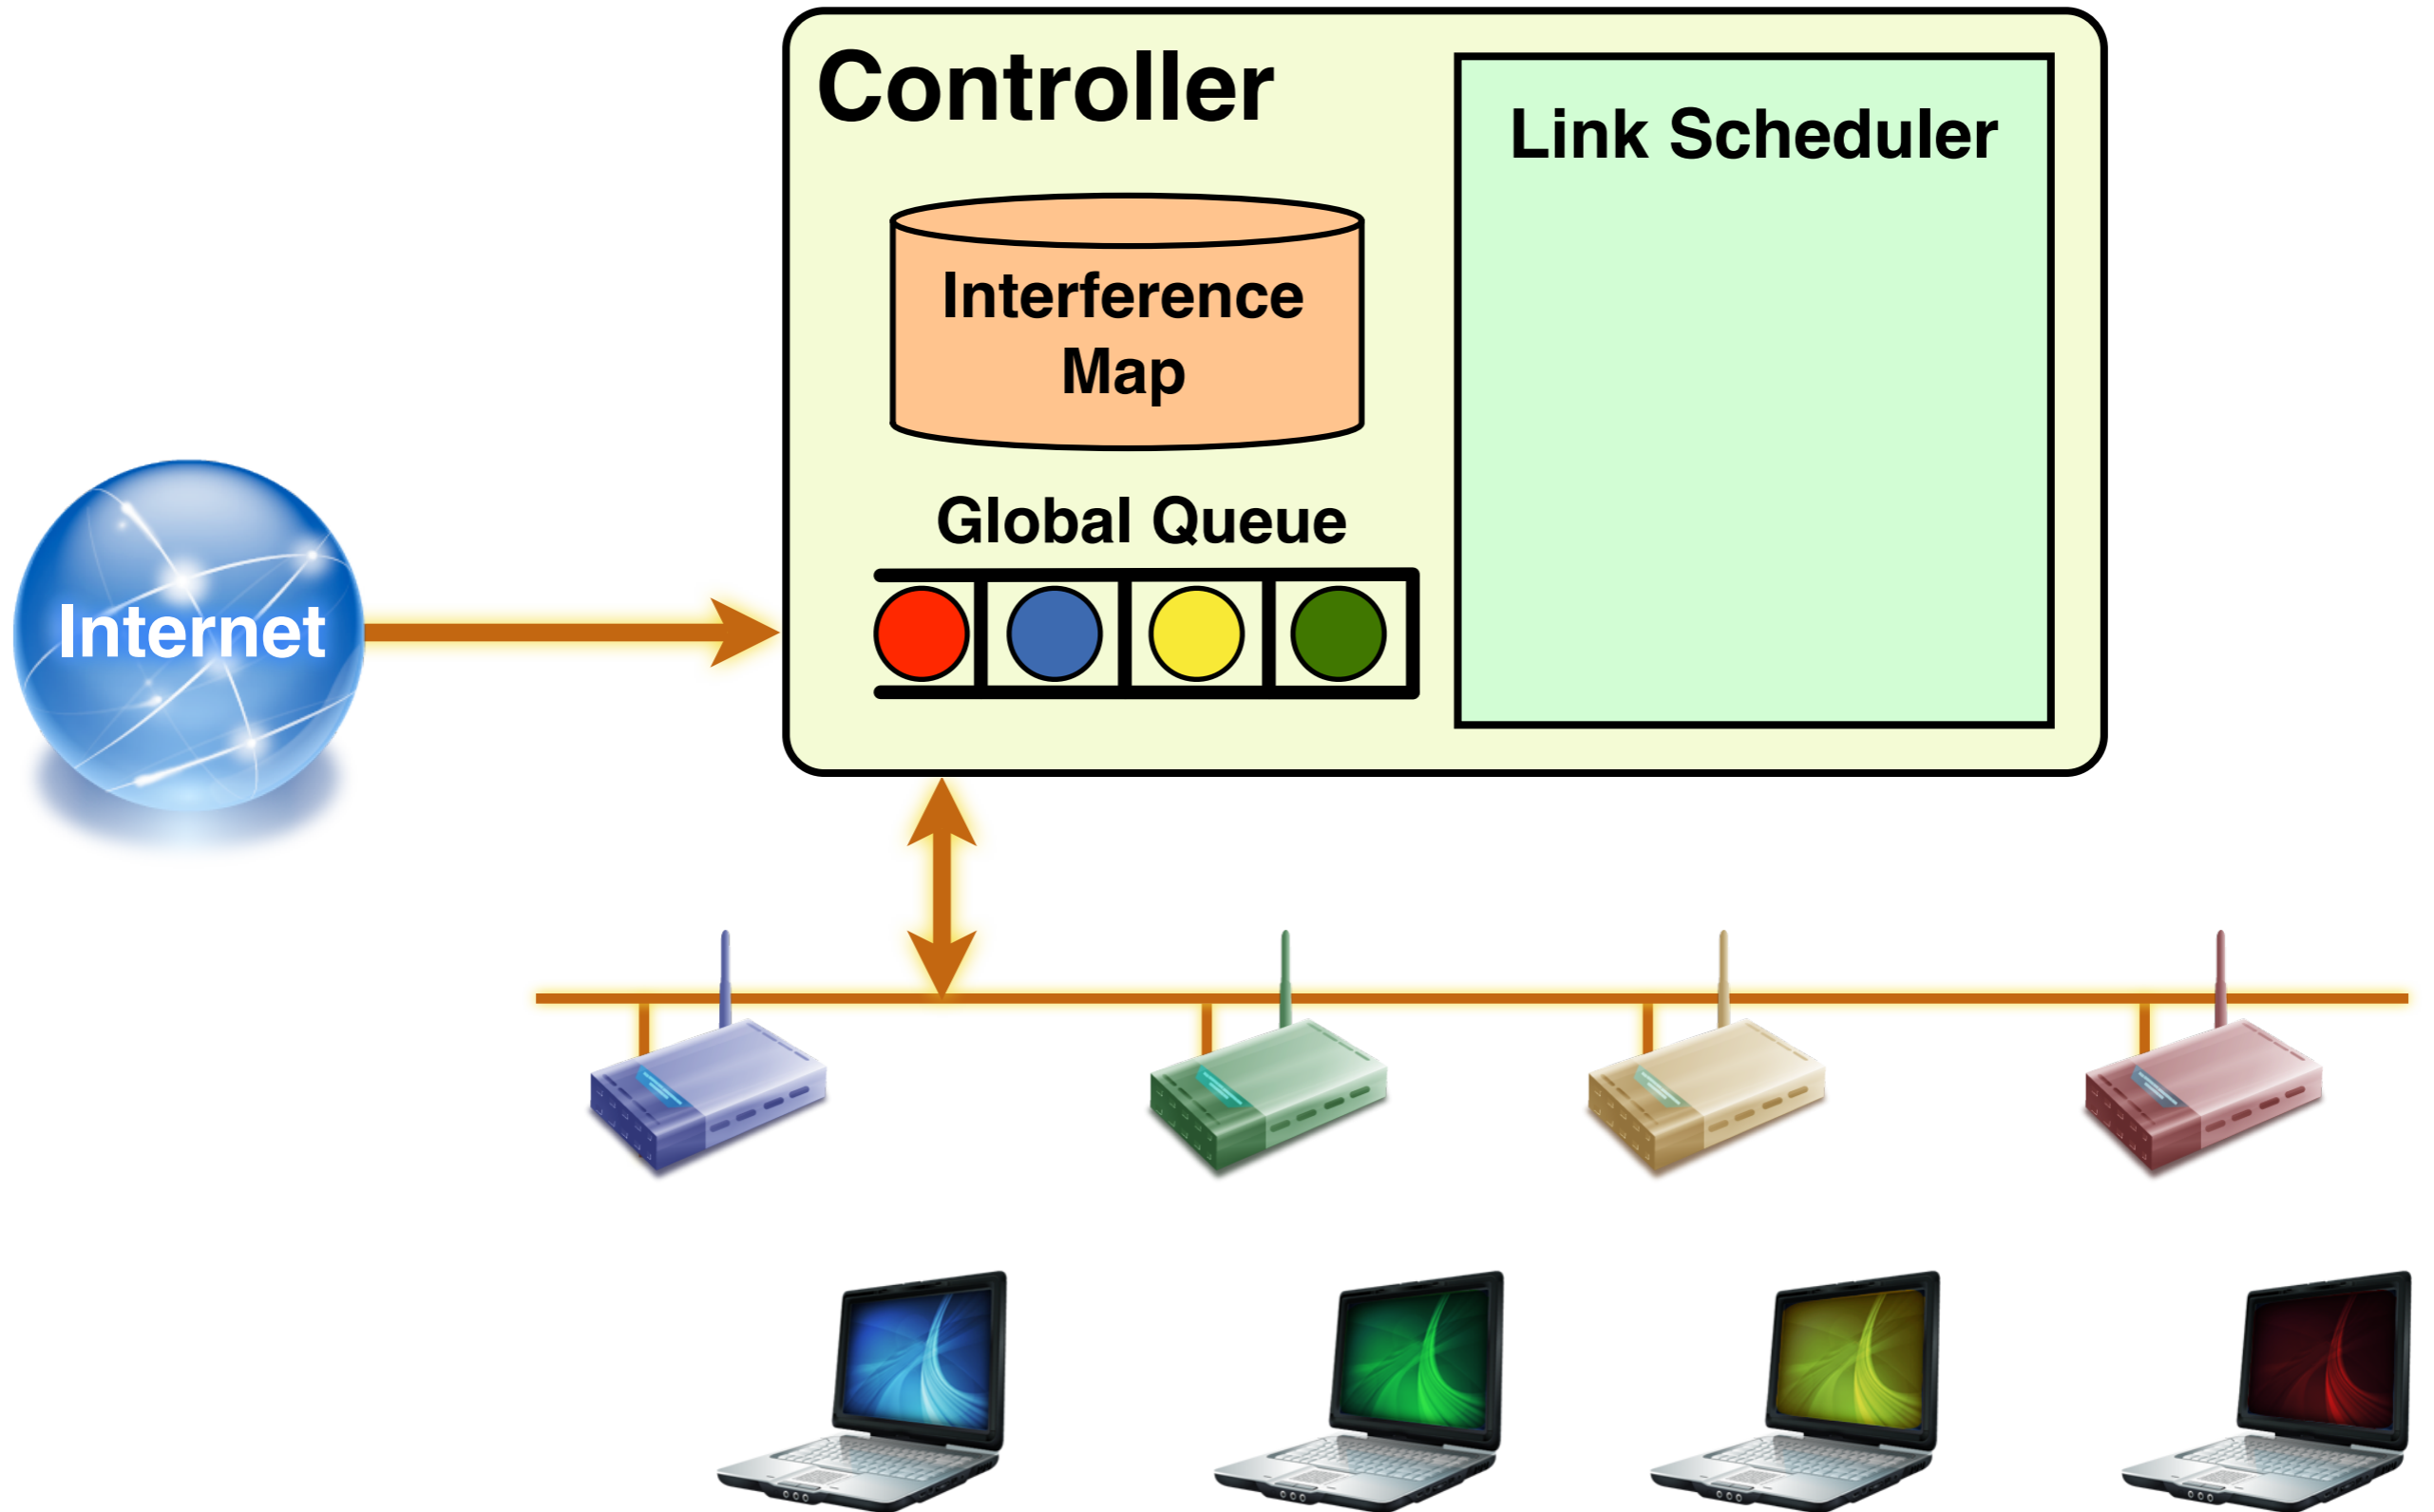 Controller
Link Scheduler
Interference
Map
Global Queue
Internet